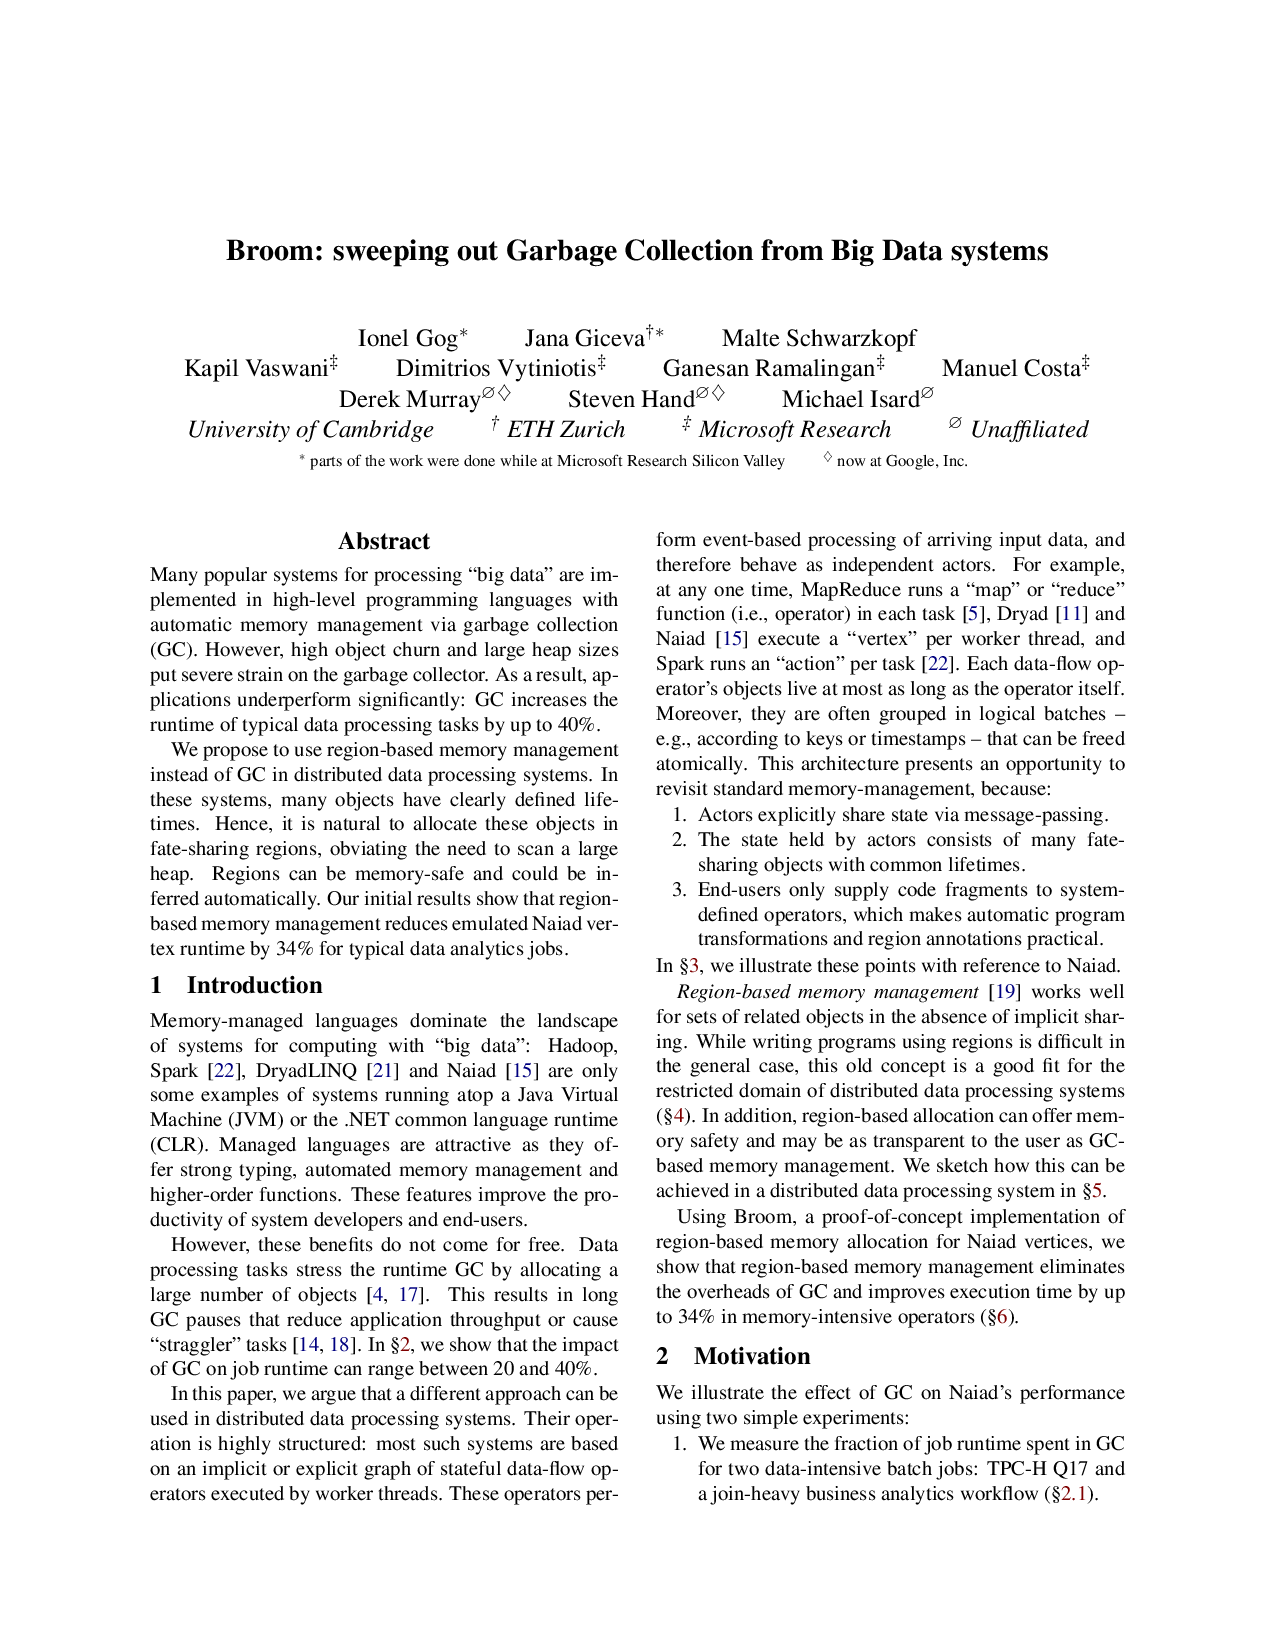 Broom: sweeping out Garbage Collection from Big Data systems
Ionel Gog* Jana Giceva†* Malte Schwarzkopf
Kapil Vaswani‡ Dimitrios Vytiniotis‡ Ganesan Ramalingan‡ Manuel Costa‡
Derek Murray∅♢ Steven Hand∅♢ Michael Isard∅
University of Cambridge † ETH Zurich ‡ Microsoft Research ∅ Unaffiliated
* parts of the work were done while at Microsoft Research Silicon Valley ♢ now at Google, Inc.
Abstract
Many popular systems for processing “big data” are im-
plemented in high-level programming languages with
automatic memory management via garbage collection
(GC). However, high object churn and large heap sizes
put severe strain on the garbage collector. As a result, ap-
plications underperform significantly: GC increases the
runtime of typical data processing tasks by up to 40%.
We propose to use region-based memory management
instead of GC in distributed data processing systems. In
these systems, many objects have clearly defined life-
times. Hence, it is natural to allocate these objects in
fate-sharing regions, obviating the need to scan a large
heap. Regions can be memory-safe and could be in-
ferred automatically. Our initial results show that region-
based memory management reduces emulated Naiad ver-
tex runtime by 34% for typical data analytics jobs.
1 Introduction
Memory-managed languages dominate the landscape
of systems for computing with “big data”: Hadoop,
Spark [22], DryadLINQ [21] and Naiad [15] are only
some examples of systems running atop a Java Virtual
Machine (JVM) or the .NET common language runtime
(CLR). Managed languages are attractive as they of-
fer strong typing, automated memory management and
higher-order functions. These features improve the pro-
ductivity of system developers and end-users.
However, these benefits do not come for free. Data
processing tasks stress the runtime GC by allocating a
large number of objects [4, 17]. This results in long
GC pauses that reduce application throughput or cause
“straggler” tasks [14, 18]. In §2, we show that the impact
of GC on job runtime can range between 20 and 40%.
In this paper, we argue that a different approach can be
used in distributed data processing systems. Their oper-
ation is highly structured: most such systems are based
on an implicit or explicit graph of stateful data-flow op-
erators executed by worker threads. These operators per-
form event-based processing of arriving input data, and
therefore behave as independent actors. For example,
at any one time, MapReduce runs a “map” or “reduce”
function (i.e., operator) in each task [5], Dryad [11] and
Naiad [15] execute a “vertex” per worker thread, and
Spark runs an “action” per task [22]. Each data-flow op-
erator’s objects live at most as long as the operator itself.
Moreover, they are often grouped in logical batches –
e.g., according to keys or timestamps – that can be freed
atomically. This architecture presents an opportunity to
revisit standard memory-management, because:
1. Actors explicitly share state via message-passing.
2. The state held by actors consists of many fate-
sharing objects with common lifetimes.
3. End-users only supply code fragments to system-
defined operators, which makes automatic program
transformations and region annotations practical.
In §3, we illustrate these points with reference to Naiad.
Region-based memory management [19] works well
for sets of related objects in the absence of implicit shar-
ing. While writing programs using regions is difficult in
the general case, this old concept is a good fit for the
restricted domain of distributed data processing systems
(§4). In addition, region-based allocation can offer mem-
ory safety and may be as transparent to the user as GC-
based memory management. We sketch how this can be
achieved in a distributed data processing system in §5.
Using Broom, a proof-of-concept implementation of
region-based memory allocation for Naiad vertices, we
show that region-based memory management eliminates
the overheads of GC and improves execution time by up
to 34% in memory-intensive operators (§6).
2 Motivation
We illustrate the effect of GC on Naiad’s performance
using two simple experiments:
1. We measure the fraction of job runtime spent in GC
for two data-intensive batch jobs: TPC-H Q17 and
a join-heavy business analytics workflow (§2.1).